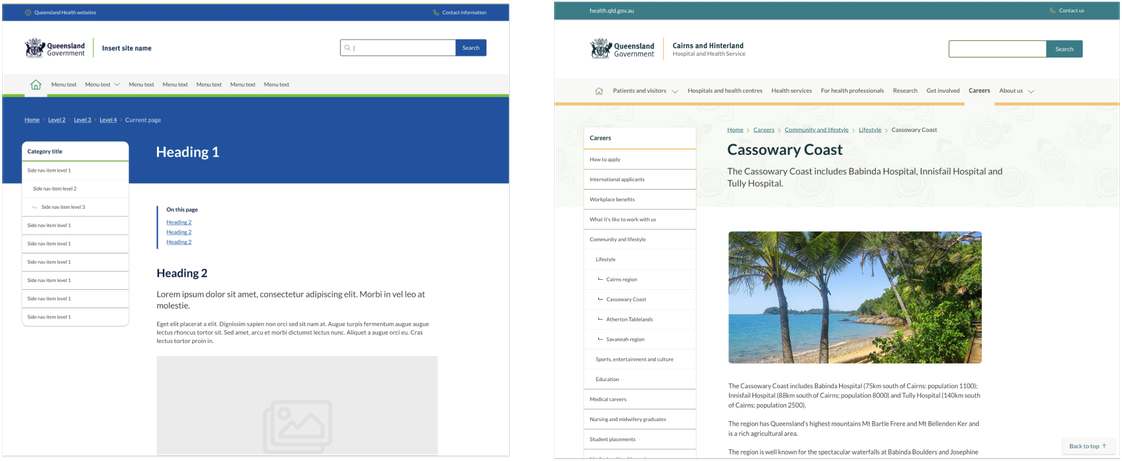 Queensland Health websites
Contact information
Queensland
Government
Insert site name
Search
Menu text
Menu text
Menu text
Menu text
Menu text
Menu text
Menu text
Home
Level 2
Level 3
Level 4
Current page
Category title
Side nav item level 1
Side nav item level 2
Side nav item level 3
Side nav item level 1
Side nav item level 1
Side nav item level 1
Side nav item level 1
Side nav item level 1
Side nav item level 1
Heading 1
On this page
Heading 2
Heading 2
Heading 2
Heading 2
Lorem ipsum dolor sit amet, consectetur adipiscing elit. Morbi in vel leo at
molestie.
Eget elit placerat a elit. Dignissim sapien non orci sed sit nam at. Augue turpis fermentum augue augue
lectus rhoncus tortor sit. Sed amet, arcu et morbi dictumst lectus nunc. Aliquet a augue orci eu. Cras
lectus tortor proin in.
health.qld.gov.au
Contact us
Queensland
Government
Cairns and Hinterland
Hospital and Health Service
Search
Patients and visitors
Hospitals and health centres
Health services
For health professionals
Research
Get involved
Careers
About us
Careers
How to apply
International applicants
Workplace benefits
What it's like to work with us
Community and lifestyle
Lifestyle
Cairns region
Cassowary Coast
Atherton Tablelands
Savannah region
Sports, entertainment and culture
Education
Medical careers
Nursing and midwifery graduates
Student placements
Home > Careers > Community and lifestyle > Lifestyle > Cassowary Coast
Cassowary Coast
The Cassowary Coast includes Babinda Hospital, Innisfail Hospital and
Tully Hospital.
The Cassowary Coast includes Babinda Hospital (75km south of Cairns: population 1100);
Innisfail Hospital (88km south of Cairns; population 8000) and Tully Hospital (140km south
of Cairns; population 2500).
The region has Queensland's highest mountains Mt Bartle Frere and Mt Bellenden Ker and
is a rich agricultural area.
The region is well known for the spectacular waterfalls at Babinda Boulders and Josephine
Back to top